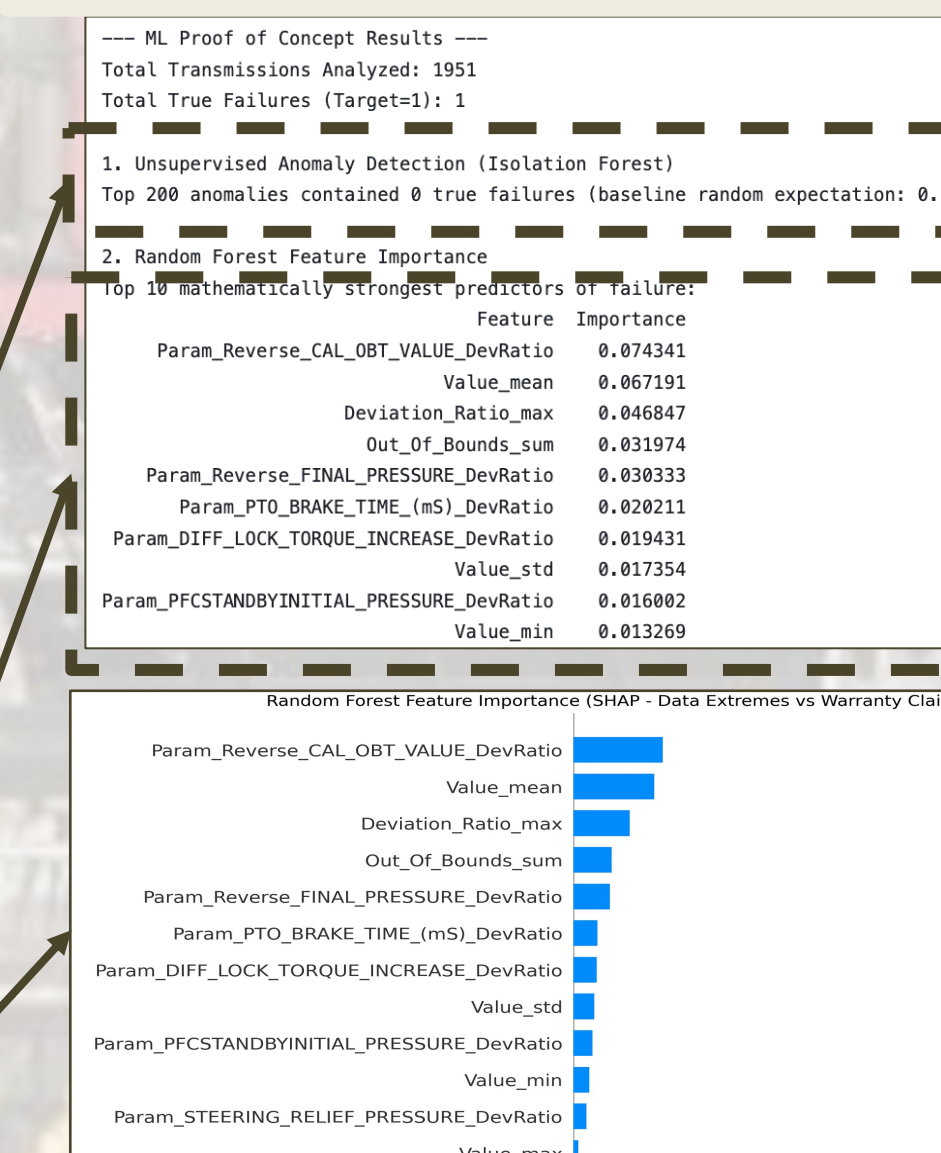 --- ML Proof of Concept Results ---
Total Transmissions Analyzed: 1951
Total True Failures (Target=1): 1
1. Unsupervised Anomaly Detection (Isolation Forest)
Top 200 anomalies contained 0 true failures (baseline random expectation: 0.
2. Random Forest Feature Importance
Top 10 mathematically strongest predictors of failure:
Feature Importance
Param_Reverse_CAL_OBT_VALUE_DevRatio 0.074341
Value_mean 0.067191
Deviation_Ratio_max 0.046847
Out_Of_Bounds_sum 0.031974
Param_Reverse_FINAL_PRESSURE_DevRatio 0.030333
Param_PTO_BRAKE_TIME_(mS)_DevRatio 0.020211
Param_DIFF_LOCK_TORQUE_INCREASE_DevRatio 0.019431
Value_std 0.017354
Param_PFCSTANDBYINITIAL_PRESSURE_DevRatio 0.016002
Value_min 0.013269
Random Forest Feature Importance (SHAP - Data Extremes vs Warranty Clai
Param_Reverse_CAL_OBT_VALUE_DevRatio
Value_mean
Deviation_Ratio_max
Out_Of_Bounds_sum
Param_Reverse_FINAL_PRESSURE_DevRatio
Param_PTO_BRAKE_TIME_(mS)_DevRatio
Param_DIFF_LOCK_TORQUE_INCREASE_DevRatio
Value_std
Param_PFCSTANDBYINITIAL_PRESSURE_DevRatio
Value_min
Param_STEERING_RELIEF_PRESSURE_DevRatio
Value_max